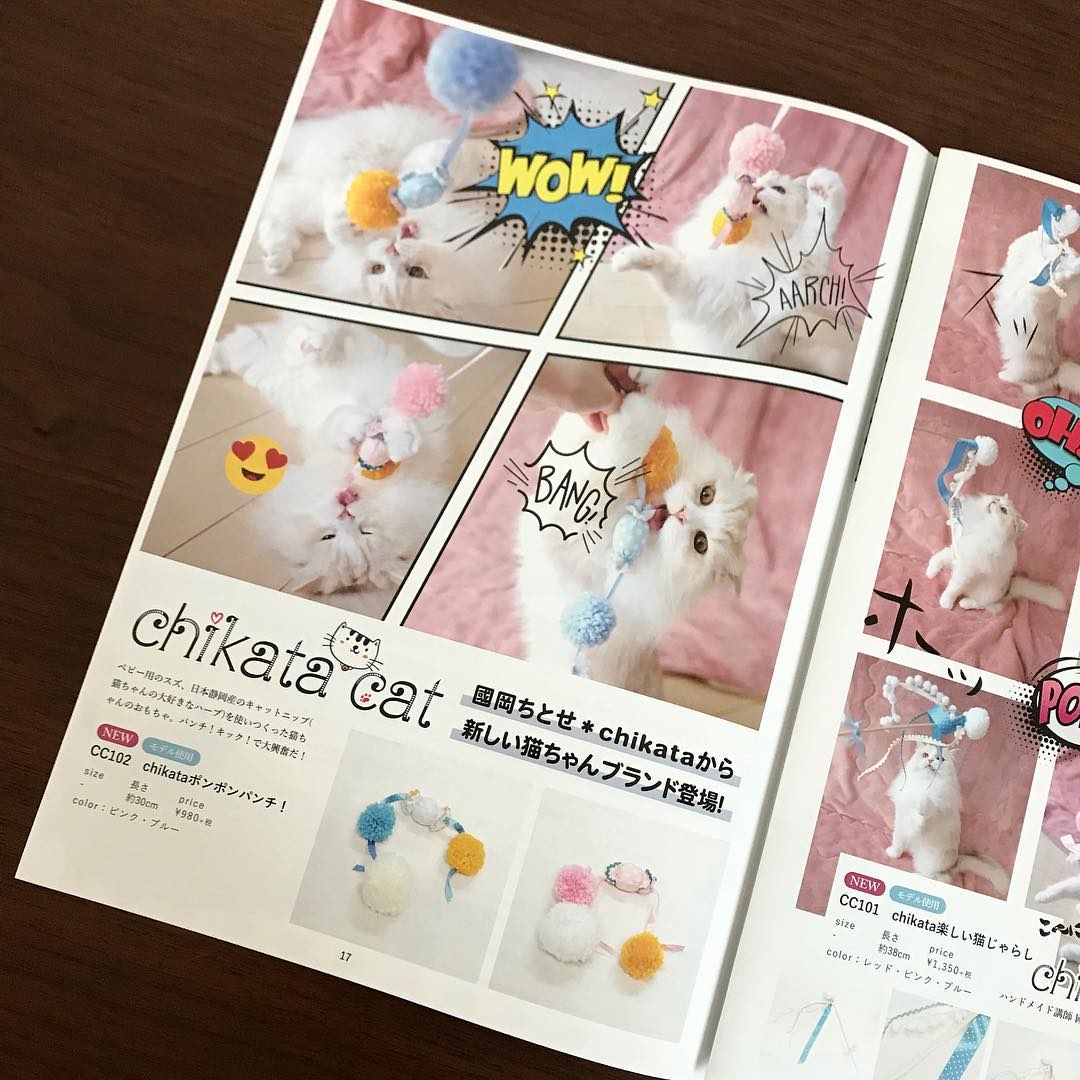 WOW!
AARCH!
BANG!
chikata cat
ベビー用のスズ、日本静岡産のキャットニップ(
猫ちゃんの大好きなハーブ)を使いつくった猫ち
ゃんのおもちゃ。パンチ!キック!で大興奮だ!
NEW モデル使用
CC102 chikataポンポンパンチ!
size 長さ price
- 約30cm ¥980+税
color:ピンク・ブルー
國岡ちとせ*chikataから
新しい猫ちゃんブランド登場!
17
OH
ホッ
PO
NEW モデル使用
CC101 chikata楽しい猫じゃらし
size 長さ price
- 約38cm ¥1,350+税
color:レッド・ピンク・ブルー
こんに
chi
ハンドメイド講師